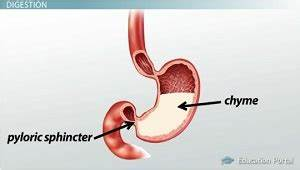 DIGESTION
chyme
pyloric sphincter
Education Portal